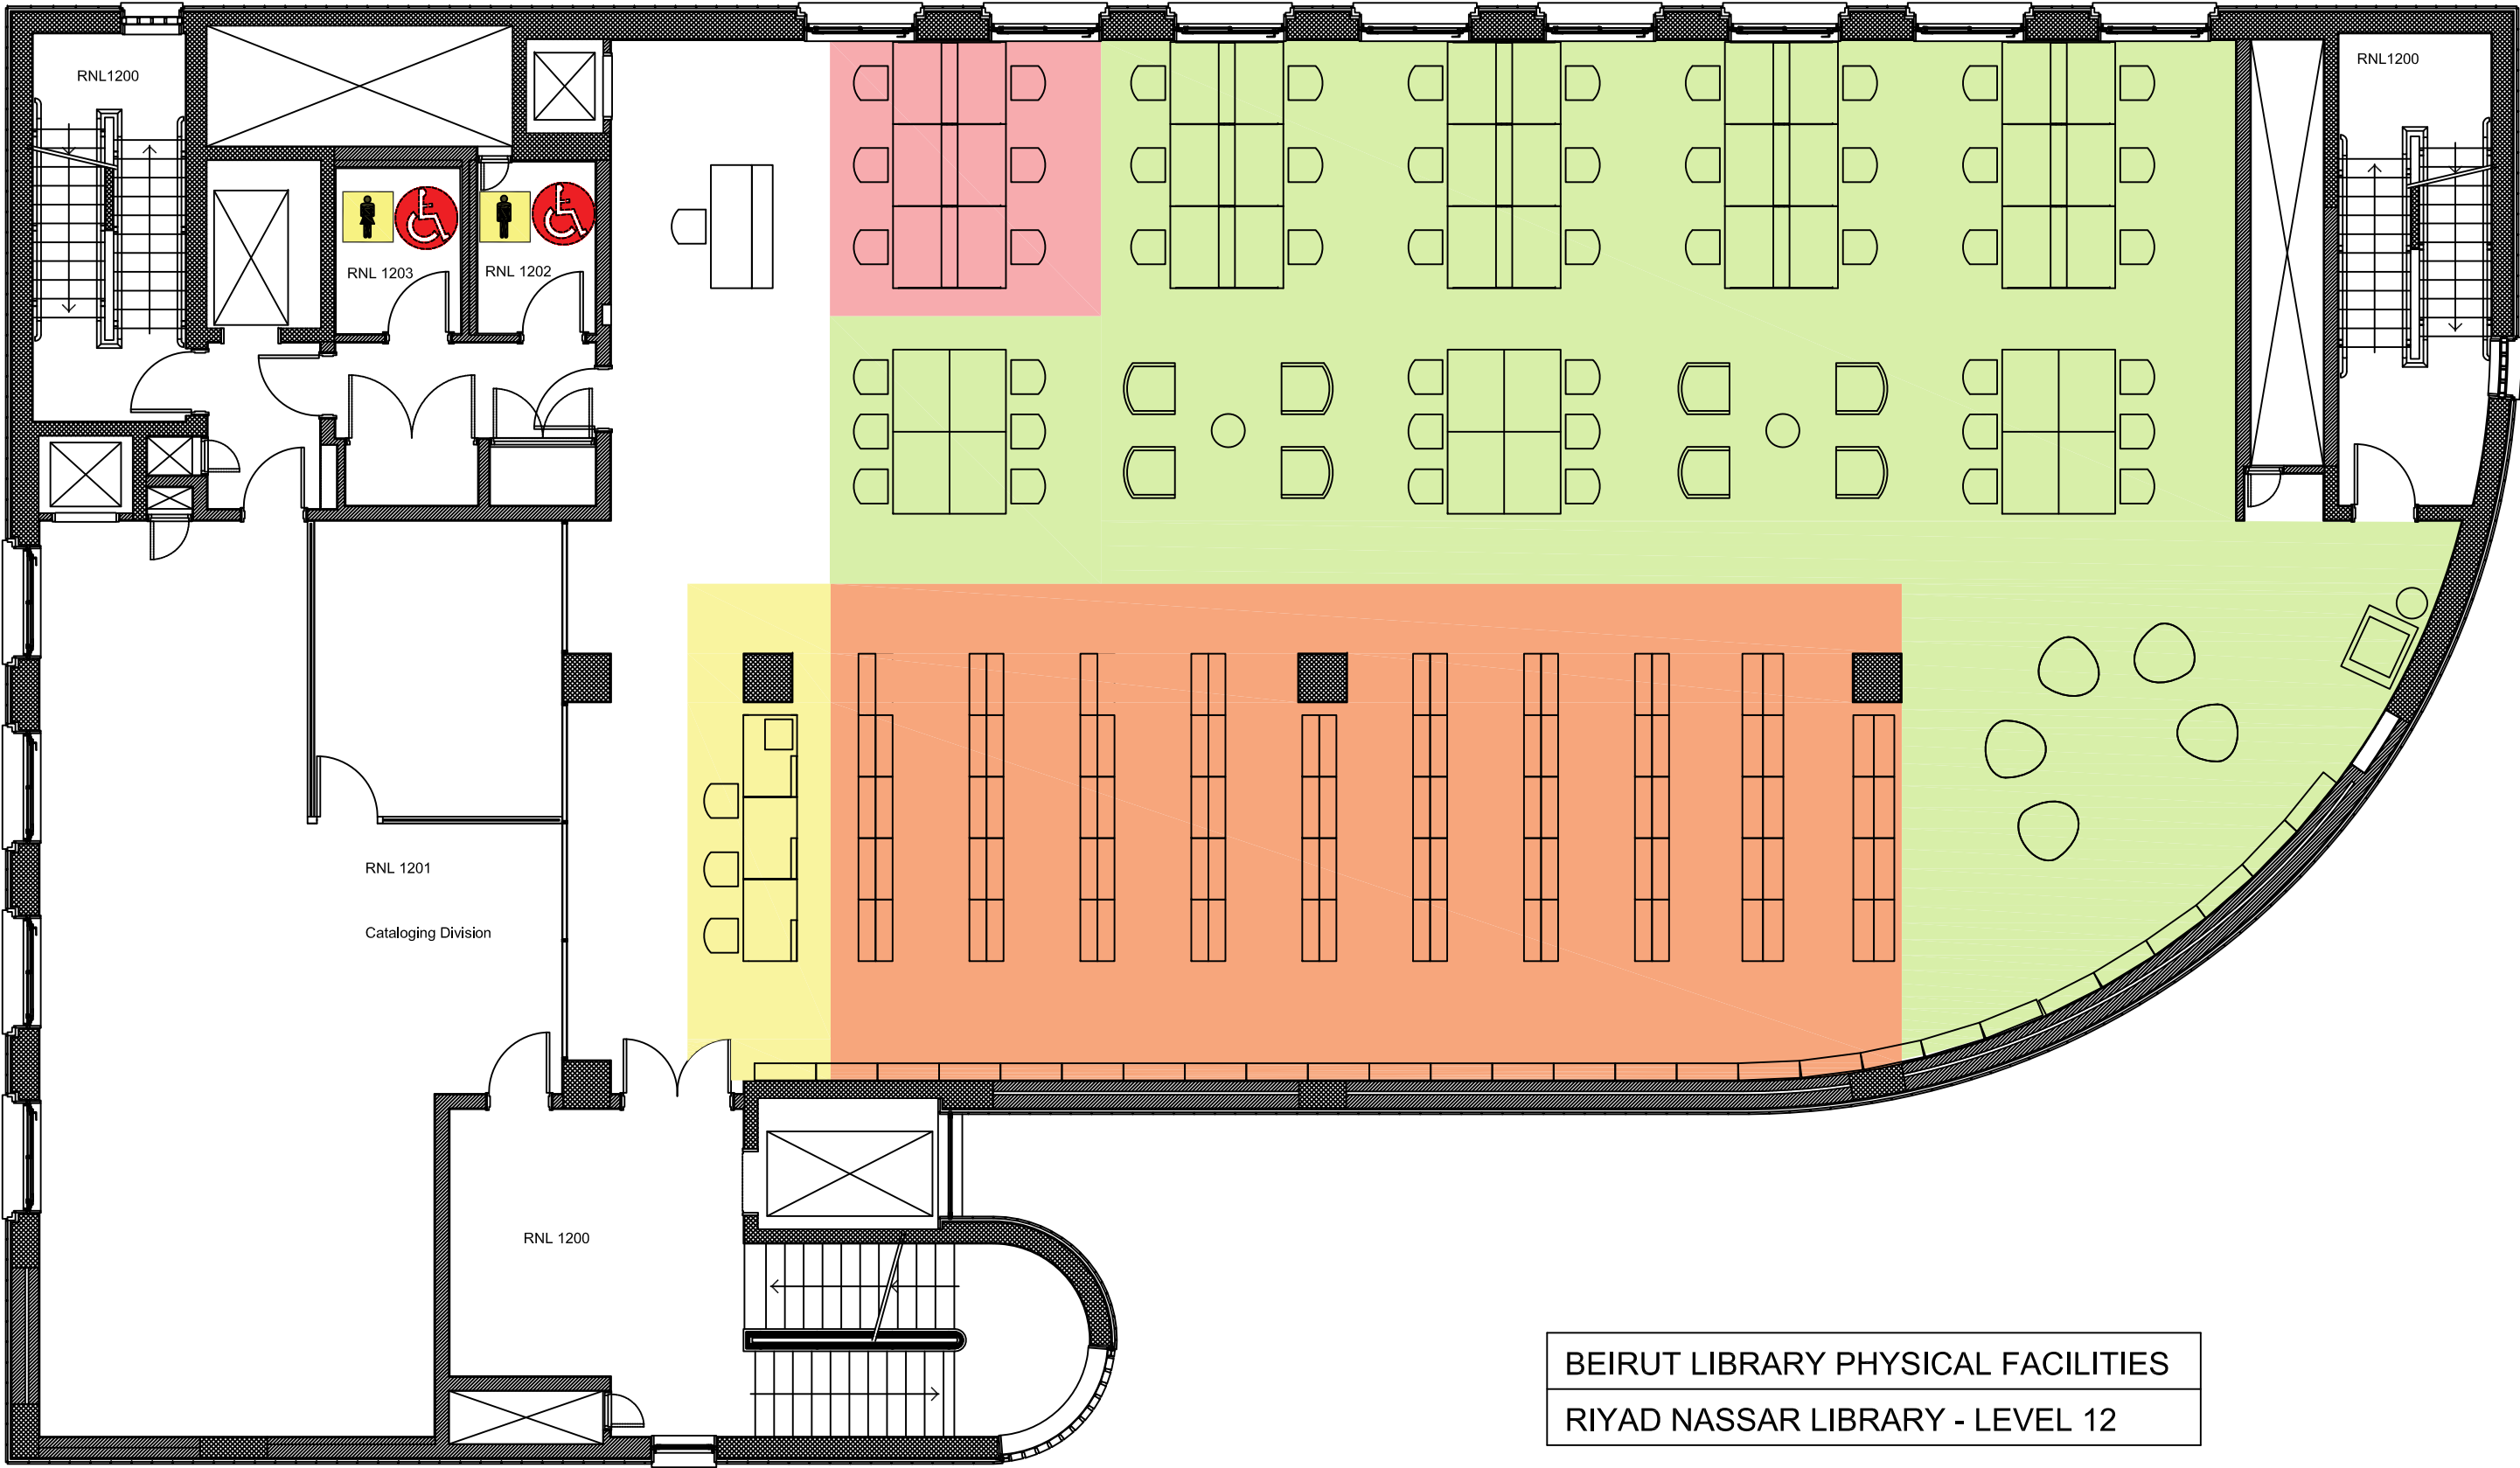 RNL1200
RNL1200
RNL 1203
RNL 1202
RNL 1201
Cataloging Division
RNL 1200
BEIRUT LIBRARY PHYSICAL FACILITIES
RIYAD NASSAR LIBRARY - LEVEL 12